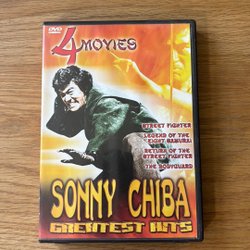 DVD
4 MOVIES
STREET FIGHTER
LEGEND OF THE
EIGHT SAMURAI
RETURN OF THE
STREET FIGHTER
THE BODYGUARD
SONNY CHIBA
GREATEST HITS